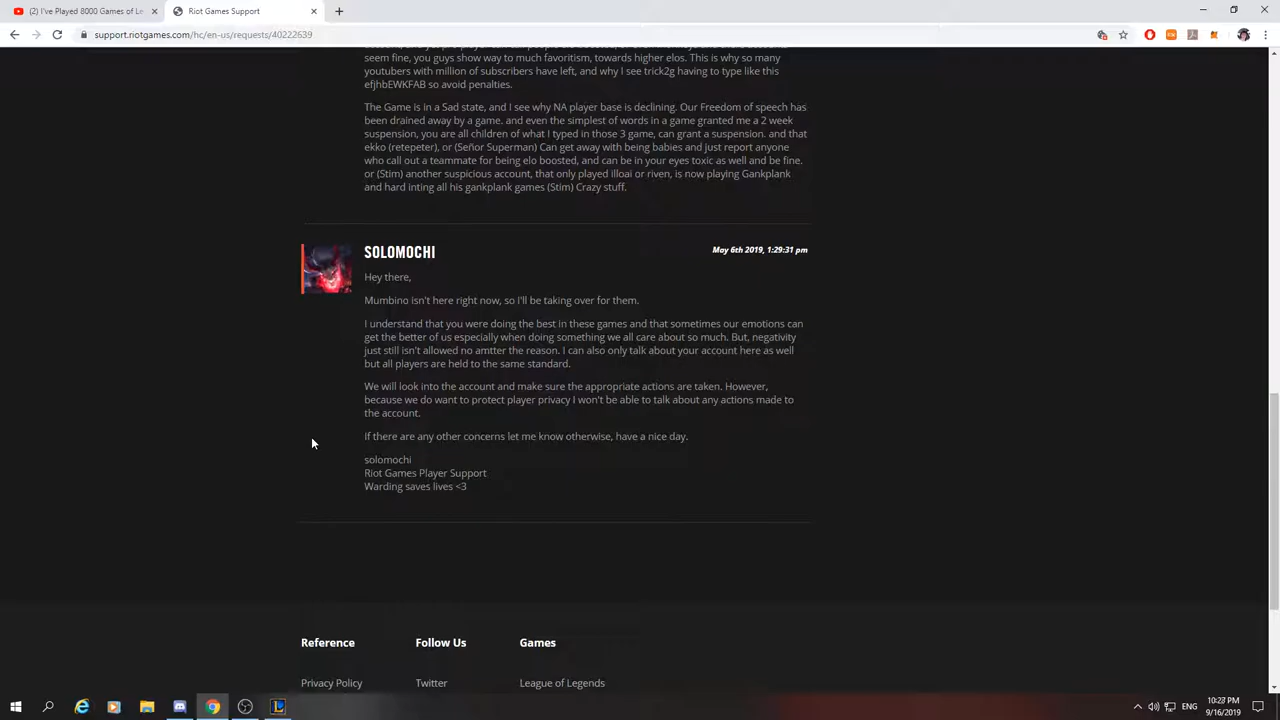 (2) I've Played 8000 Games of Le
Riot Games Support
support.riotgames.com/hc/en-us/requests/40222639
seem fine, you guys show way to much favoritism, towards higher elos. This is why so many
youtubers with million of subscribers have left, and why I see trick2g having to type like this
efjhbEWKFAB so avoid penalties.
The Game is in a Sad state, and I see why NA player base is declining. Our Freedom of speech has
been drained away by a game. and even the simplest of words in a game granted me a 2 week
suspension, you are all children of what I typed in those 3 game, can grant a suspension. and that
ekko (retepeter), or (Señor Superman) Can get away with being babies and just report anyone
who call out a teammate for being elo boosted, and can be in your eyes toxic as well and be fine.
or (Stim) another suspicious account, that only played illoai or riven, is now playing Gankplank
and hard inting all his gankplank games (Stim) Crazy stuff.
SOLOMOCHI
May 6th 2019, 1:29:31 pm
Hey there,
Mumbino isn't here right now, so I'll be taking over for them.
I understand that you were doing the best in these games and that sometimes our emotions can
get the better of us especially when doing something we all care about so much. But, negativity
just still isn't allowed no amtter the reason. I can also only talk about your account here as well
but all players are held to the same standard.
We will look into the account and make sure the appropriate actions are taken. However,
because we do want to protect player privacy I won't be able to talk about any actions made to
the account.
If there are any other concerns let me know otherwise, have a nice day.
solomochi
Riot Games Player Support
Warding saves lives <3
Reference
Follow Us
Games
Privacy Policy
Twitter
League of Legends
ENG
10:27 PM
9/16/2019